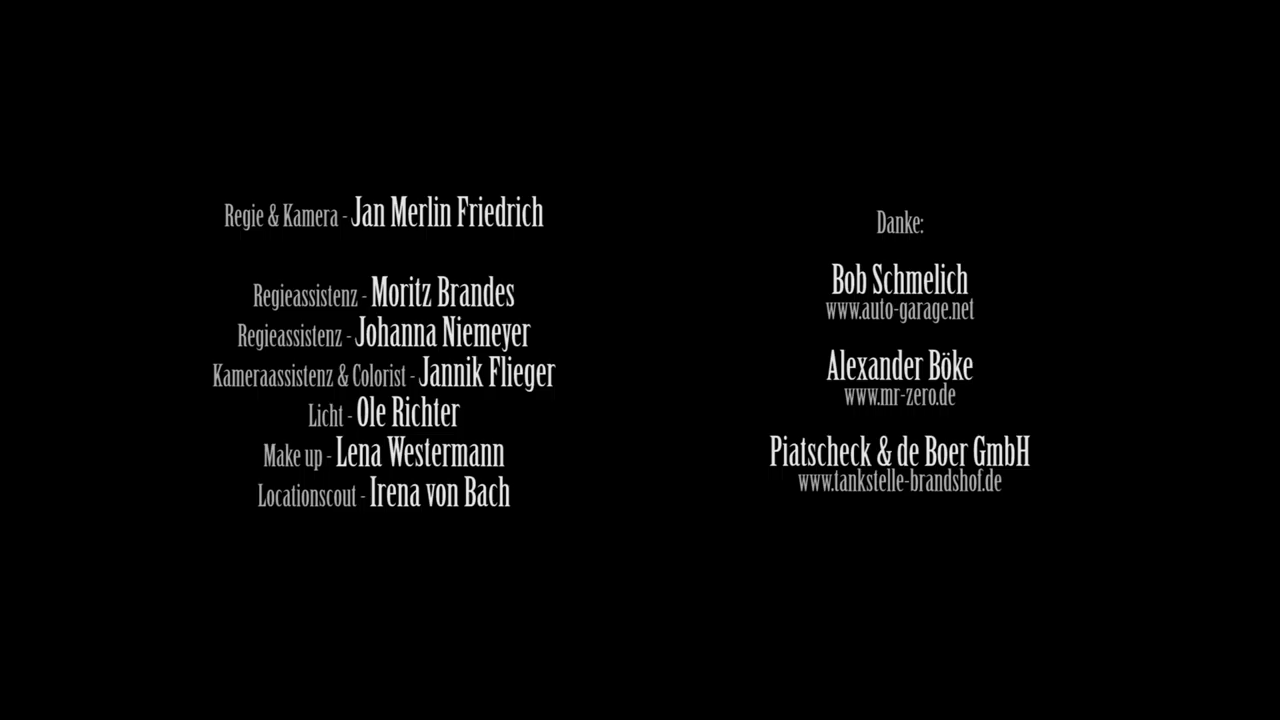 Regie & Kamera - Jan Merlin Friedrich
Regieassistenz - Moritz Brandes
Regieassistenz - Johanna Niemeyer
Kameraassistenz & Colorist - Jannik Flieger
Licht - Ole Richter
Make up - Lena Westermann
Locationscout - Irena von Bach
Danke:
Bob Schmelich
www.auto-garage.net
Alexander Böke
www.mr-zero.de
Piatscheck & de Boer GmbH
www.tankstelle-brandshof.de